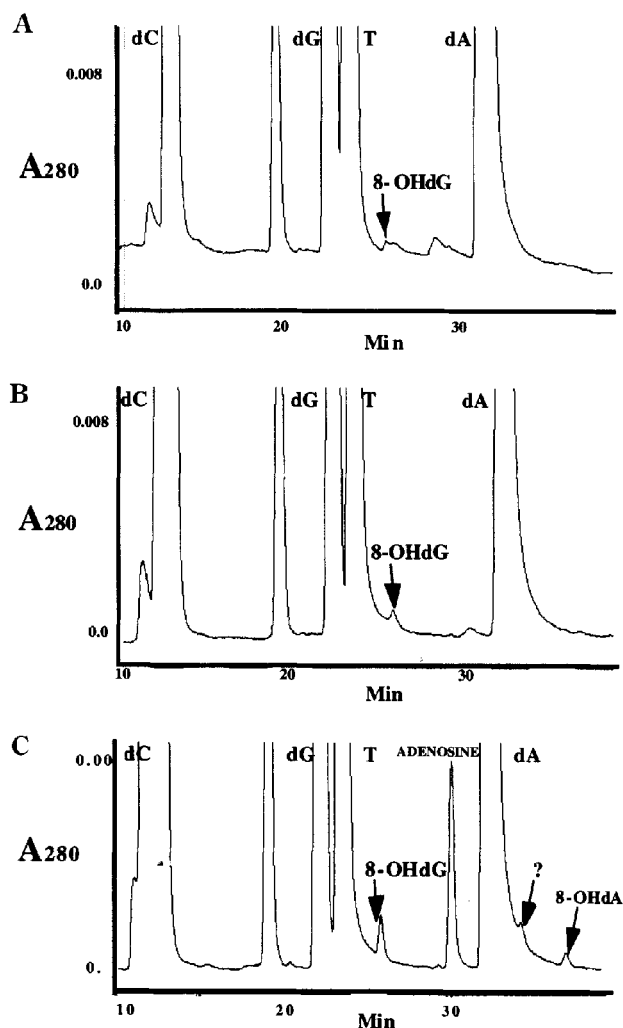 A
dC dG T dA
0.008
A280
8-OHdG
0.0
10 20 30
Min
B
dC dG T dA
0.008
A280
8-OHdG
0.0
10 20 30
Min
C
dC dG T ADENOSINE dA
0.00
A280
8-OHdG ? 8-OHdA
0.
10 20 30
Min